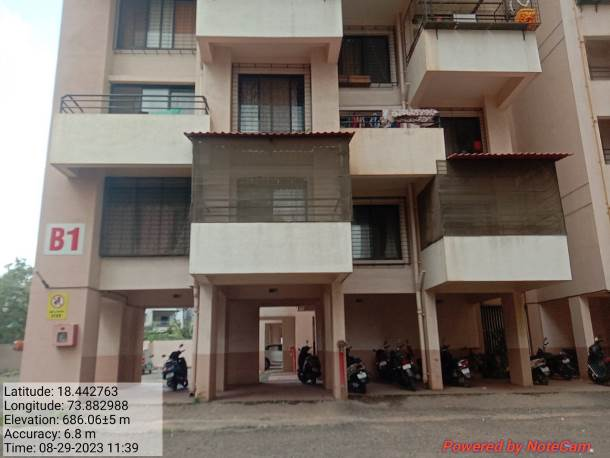 B1
Latitude: 18.442763
Longitude: 73.882988
Elevation: 686.06±5 m
Accuracy: 6.8 m
Time: 08-29-2023 11:39
Powered by NoteCam